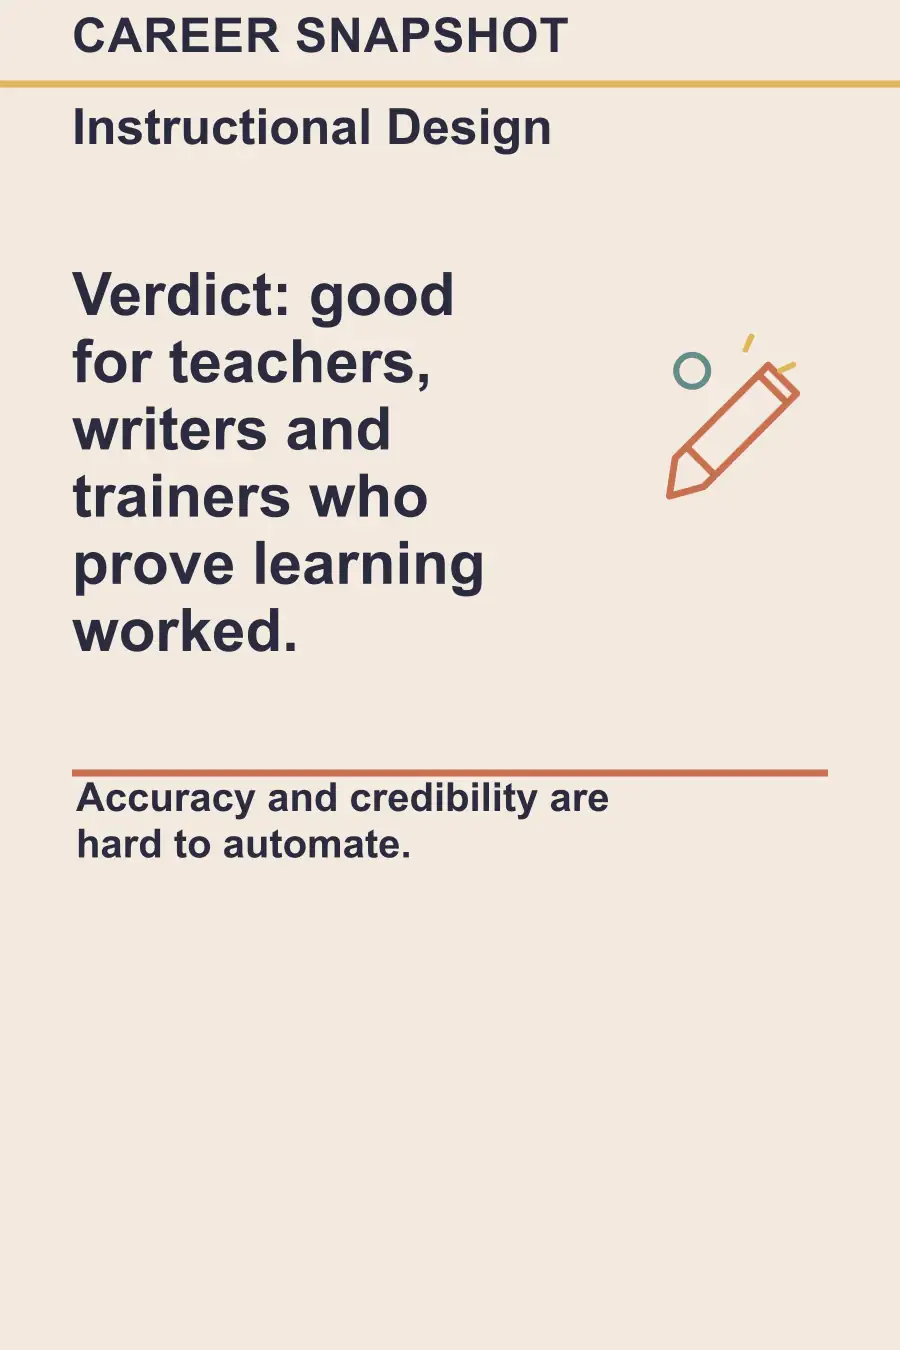 CAREER SNAPSHOT
Instructional Design
Verdict: good
for teachers,
writers and
trainers who
prove learning
worked.
Accuracy and credibility are
hard to automate.